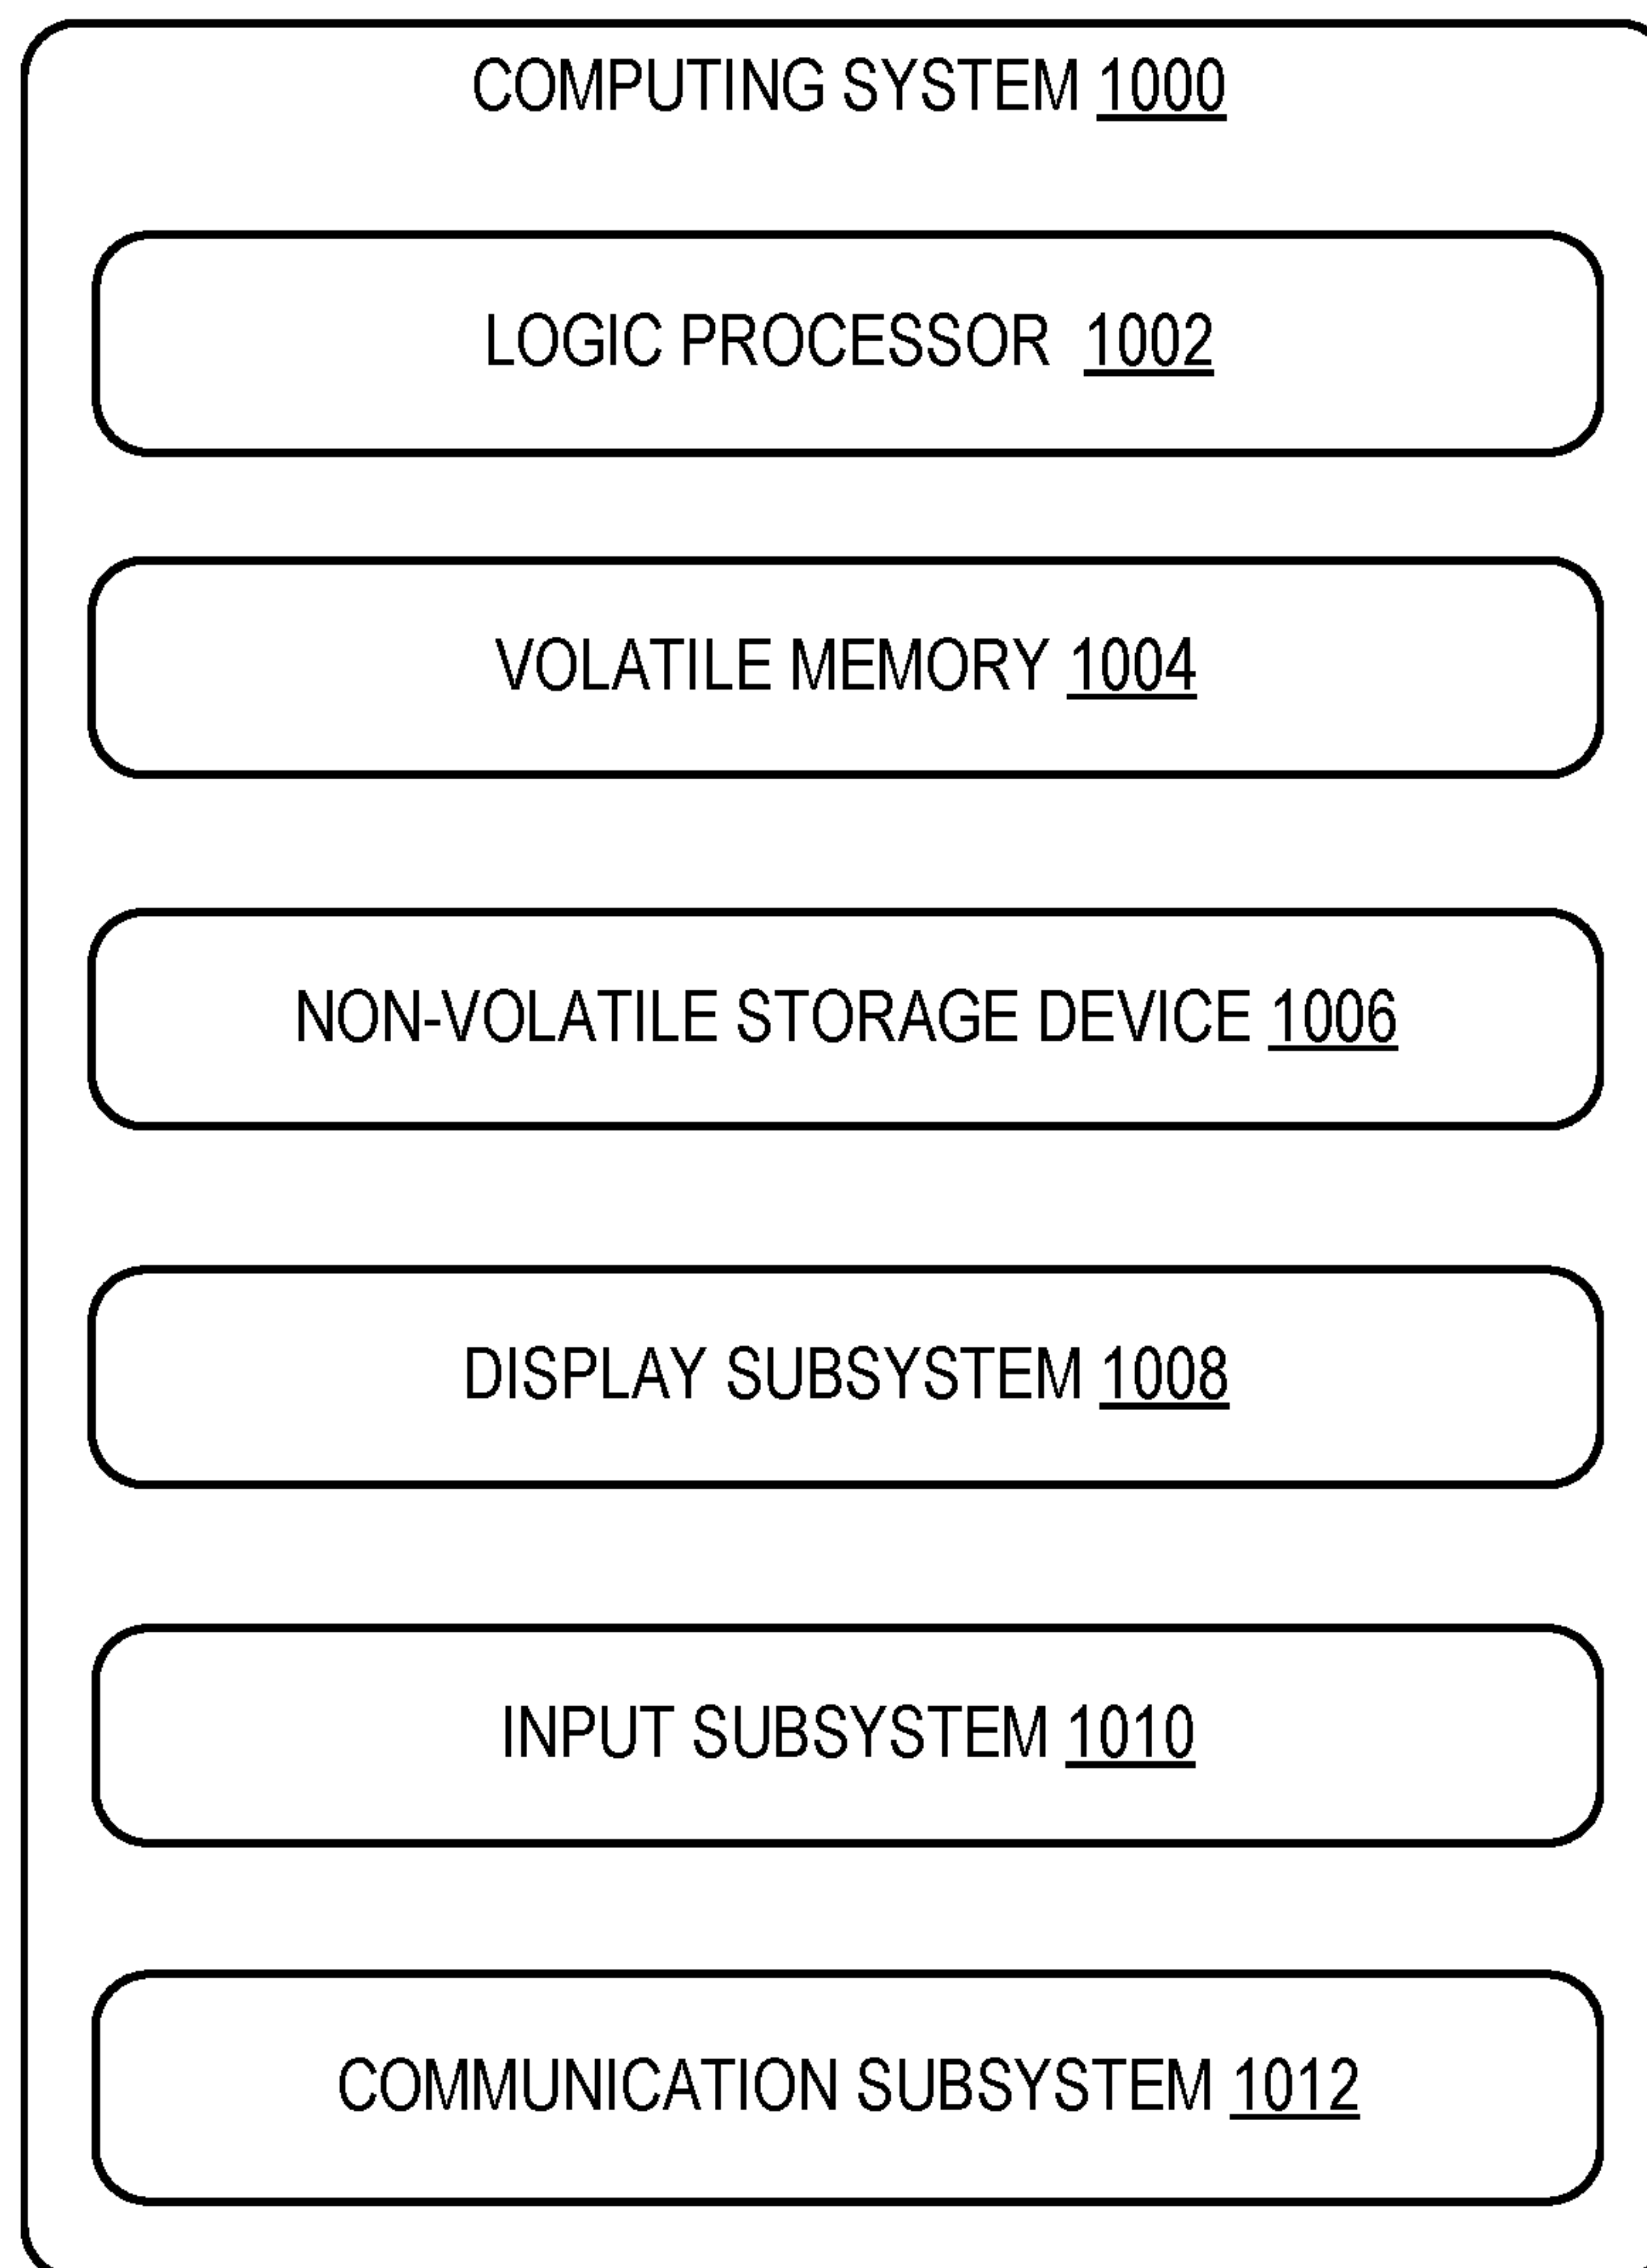 COMPUTING SYSTEM 1000
LOGIC PROCESSOR 1002
VOLATILE MEMORY 1004
NON-VOLATILE STORAGE DEVICE 1006
DISPLAY SUBSYSTEM 1008
INPUT SUBSYSTEM 1010
COMMUNICATION SUBSYSTEM 1012